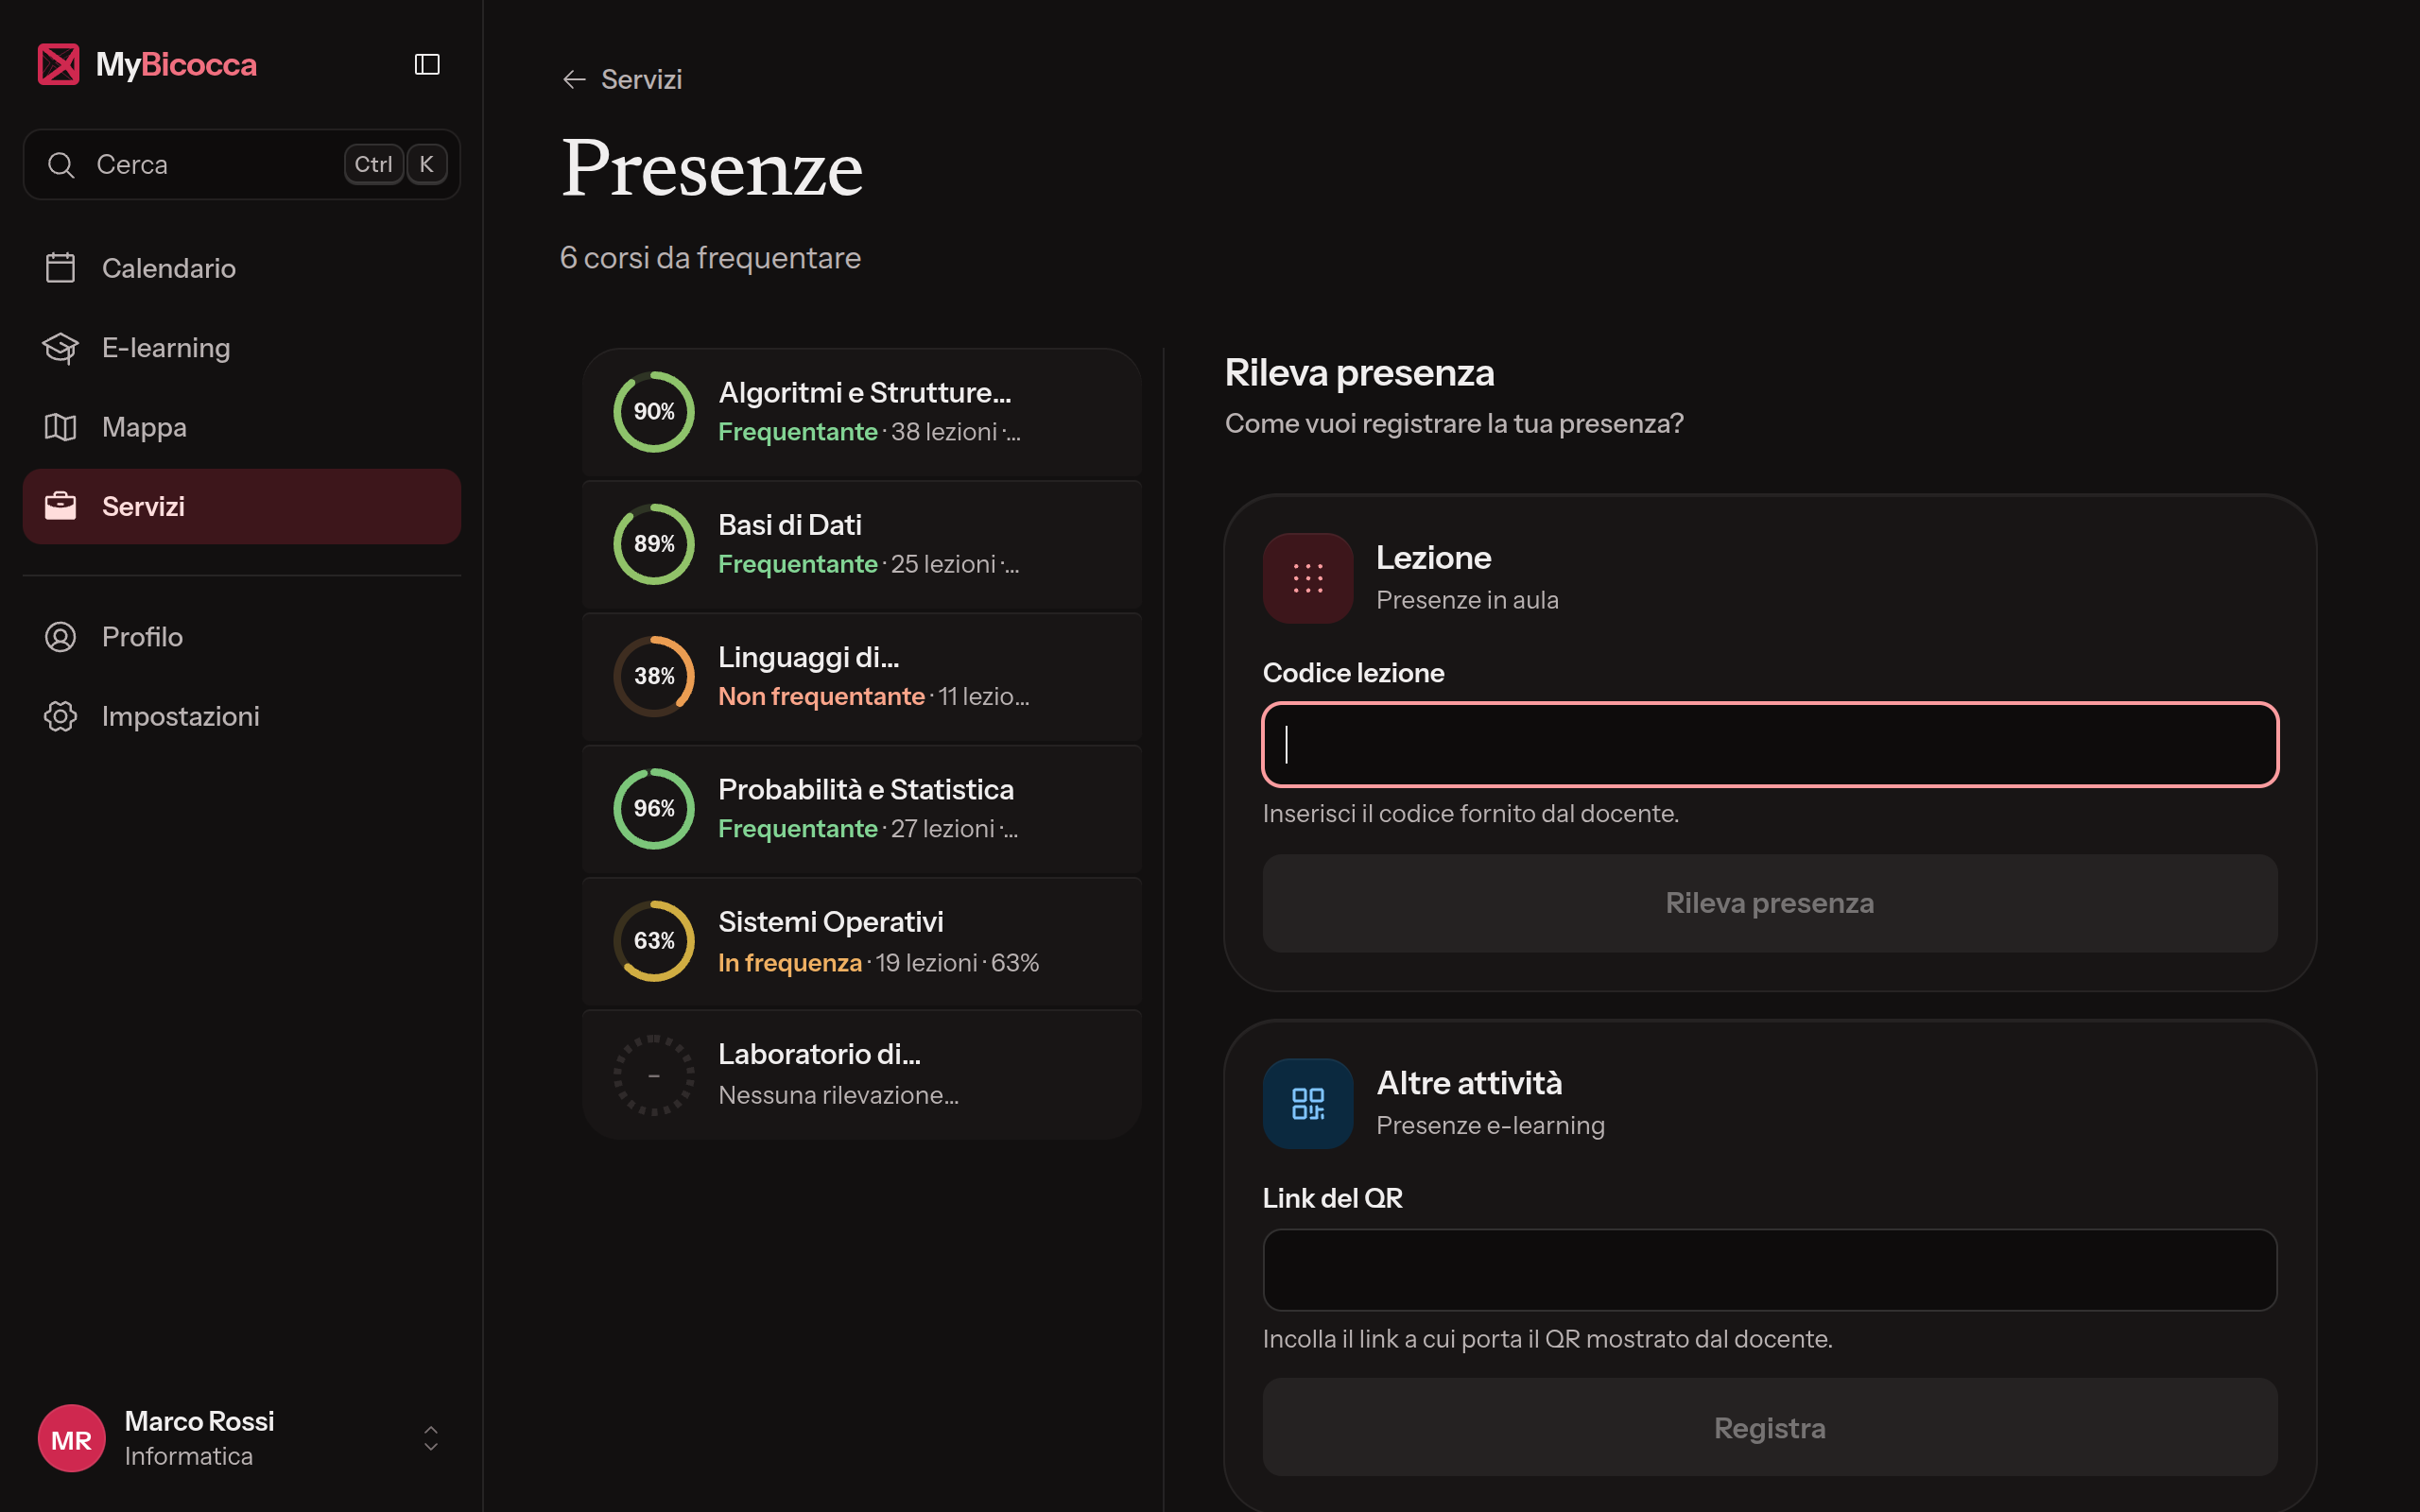 MyBicocca
Cerca
Ctrl K
Calendario
E-learning
Mappa
Servizi
Profilo
Impostazioni
MR
Marco Rossi
Informatica
Servizi
Presenze
6 corsi da frequentare
90%
Algoritmi e Strutture...
Frequentante · 38 lezioni ·...
89%
Basi di Dati
Frequentante · 25 lezioni ·...
38%
Linguaggi di...
Non frequentante · 11 lezio...
96%
Probabilità e Statistica
Frequentante · 27 lezioni ·...
63%
Sistemi Operativi
In frequenza · 19 lezioni · 63%
–
Laboratorio di...
Nessuna rilevazione...
Rileva presenza
Come vuoi registrare la tua presenza?
Lezione
Presenze in aula
Codice lezione
Inserisci il codice fornito dal docente.
Rileva presenza
Altre attività
Presenze e-learning
Link del QR
Incolla il link a cui porta il QR mostrato dal docente.
Registra